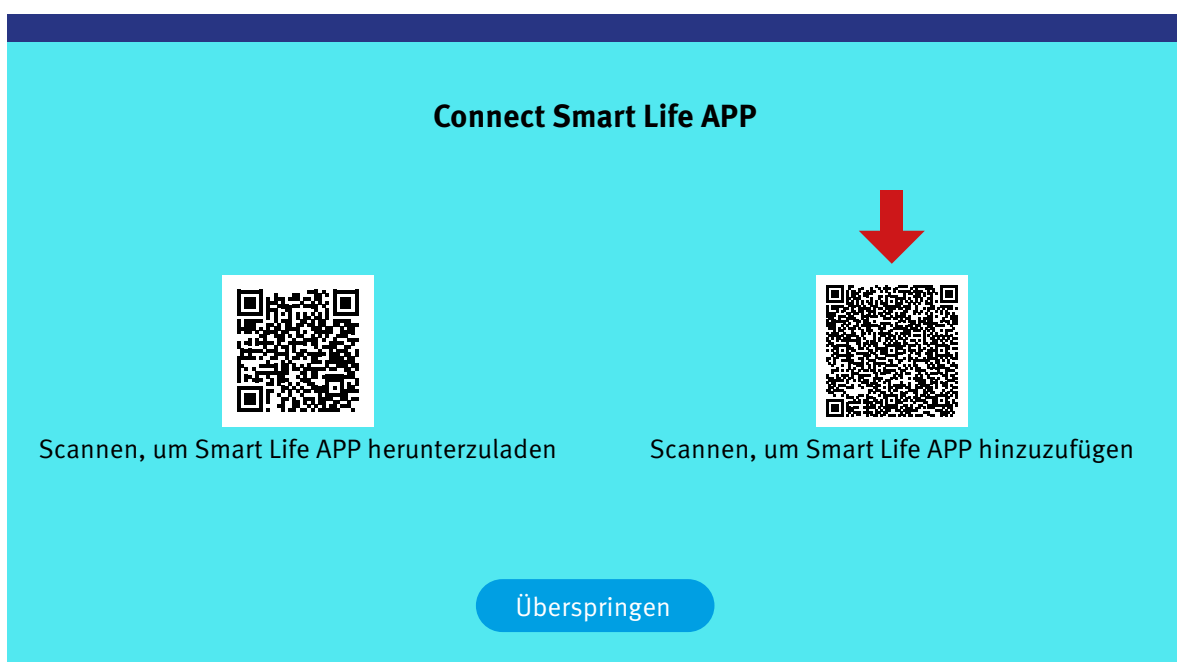 Connect Smart Life APP
Scannen, um Smart Life APP herunterzuladen
Scannen, um Smart Life APP hinzuzufügen
Überspringen